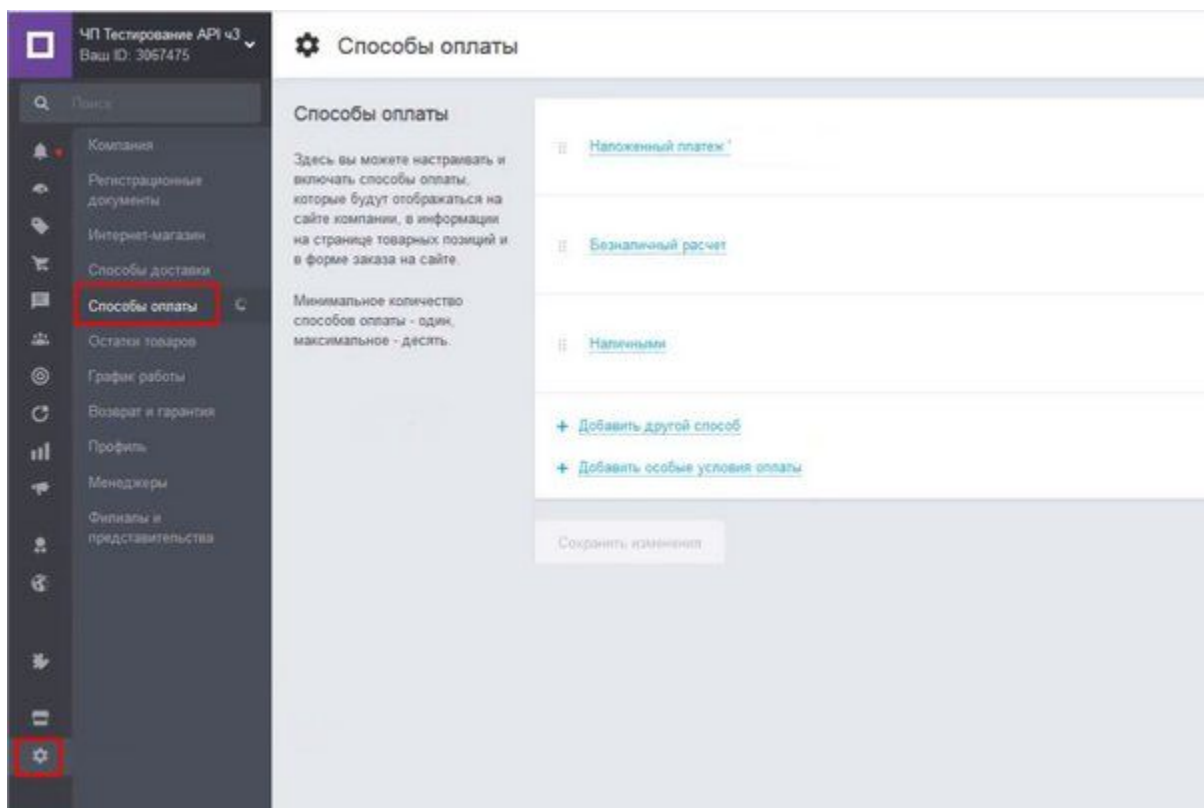 ЧП Тестирование API ч3
Ваш ID: 3067475
Способы оплаты
Поиск
Компания
Регистрационные
документы
Интернет-магазин
Способы доставки
Способы оплаты
Остатки товаров
График работы
Возврат и гарантия
Профиль
Менеджеры
Филиалы и
представительства
Способы оплаты
Здесь вы можете настраивать и
включать способы оплаты,
которые будут отображаться на
сайте компании, в информации
на странице товарных позиций и
в форме заказа на сайте.
Минимальное количество
способов оплаты - один,
максимальное - десять.
Наложенный платеж '
Безналичный расчет
Наличными
+ Добавить другой способ
+ Добавить особые условия оплаты
Сохранить изменения